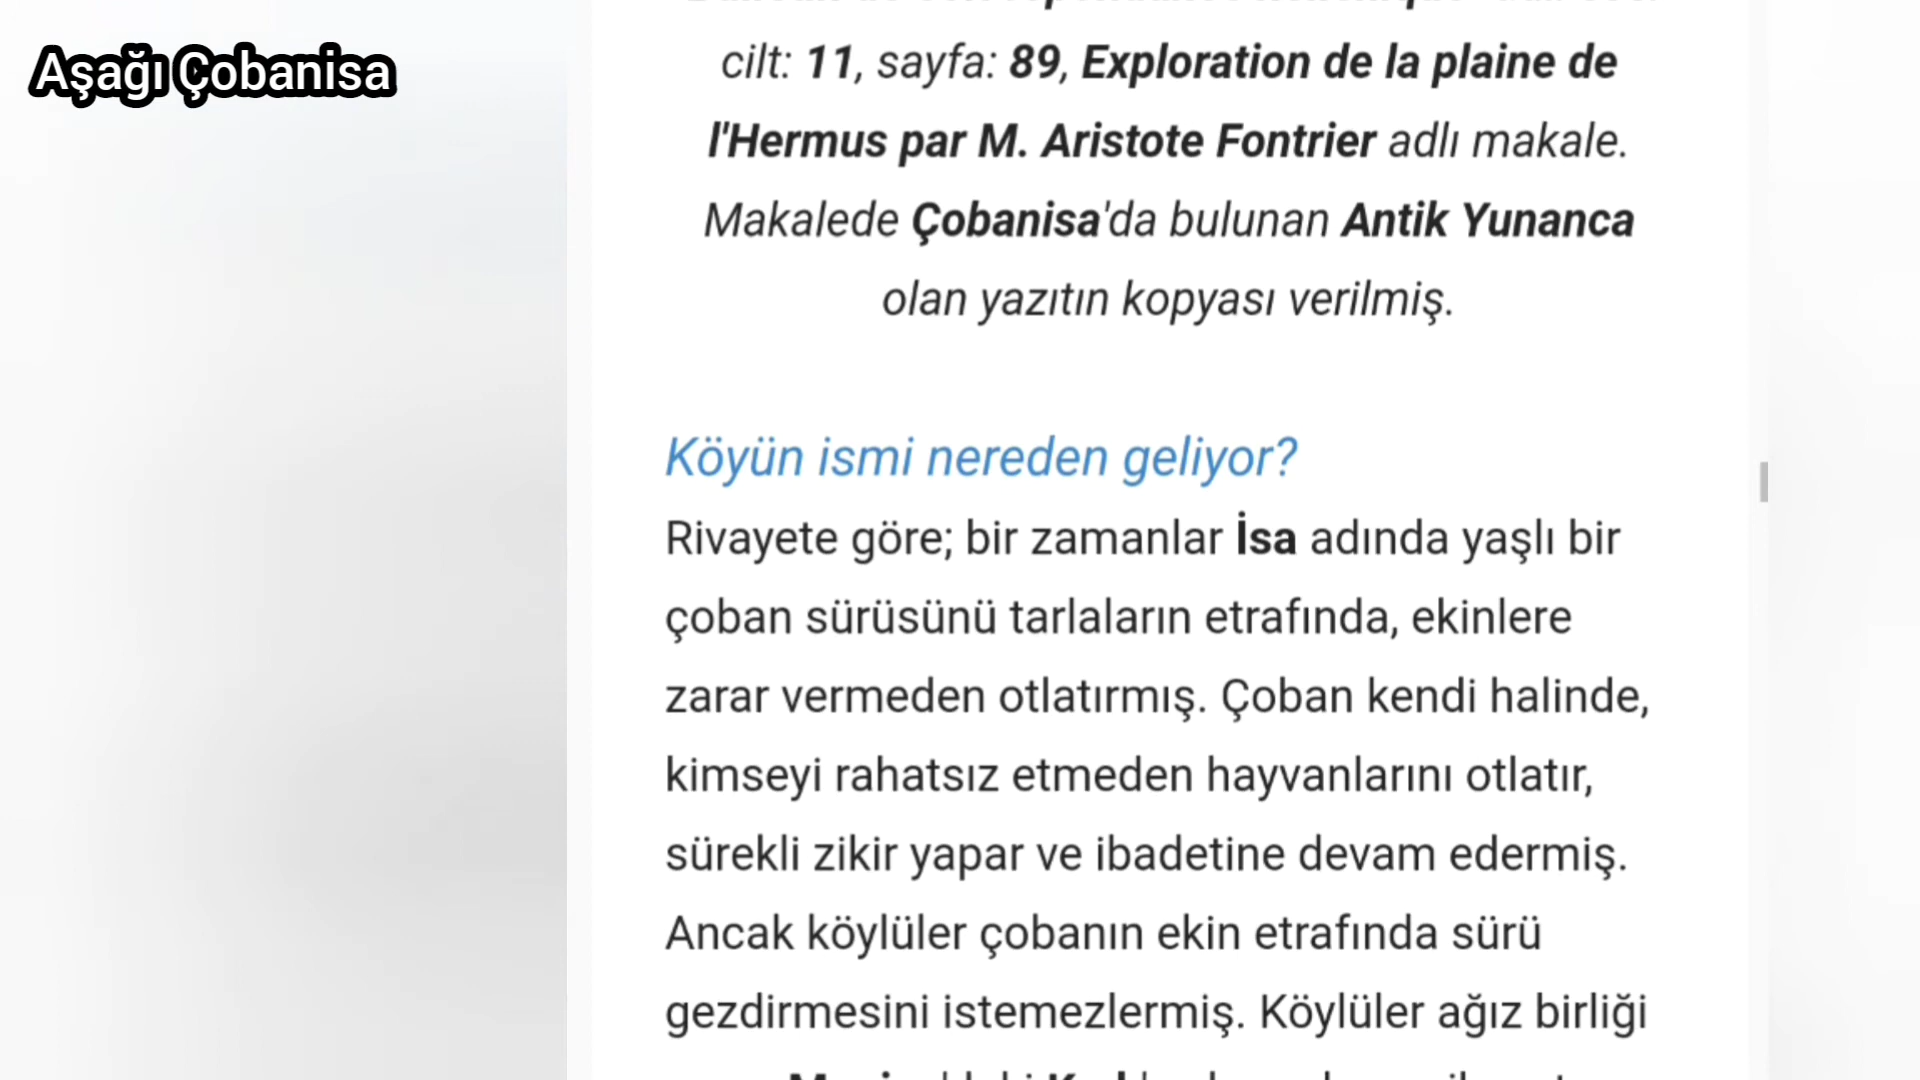 Aşağı Çobanisa
cilt: 11, sayfa: 89, Exploration de la plaine de
l'Hermus par M. Aristote Fontrier adlı makale.
Makalede Çobanisa'da bulunan Antik Yunanca
olan yazıtın kopyası verilmiş.
Köyün ismi nereden geliyor?
Rivayete göre; bir zamanlar İsa adında yaşlı bir
çoban sürüsünü tarlaların etrafında, ekinlere
zarar vermeden otlatırmış. Çoban kendi halinde,
kimseyi rahatsız etmeden hayvanlarını otlatır,
sürekli zikir yapar ve ibadetine devam edermiş.
Ancak köylüler çobanın ekin etrafında sürü
gezdirmesini istemezlermiş. Köylüler ağız birliği